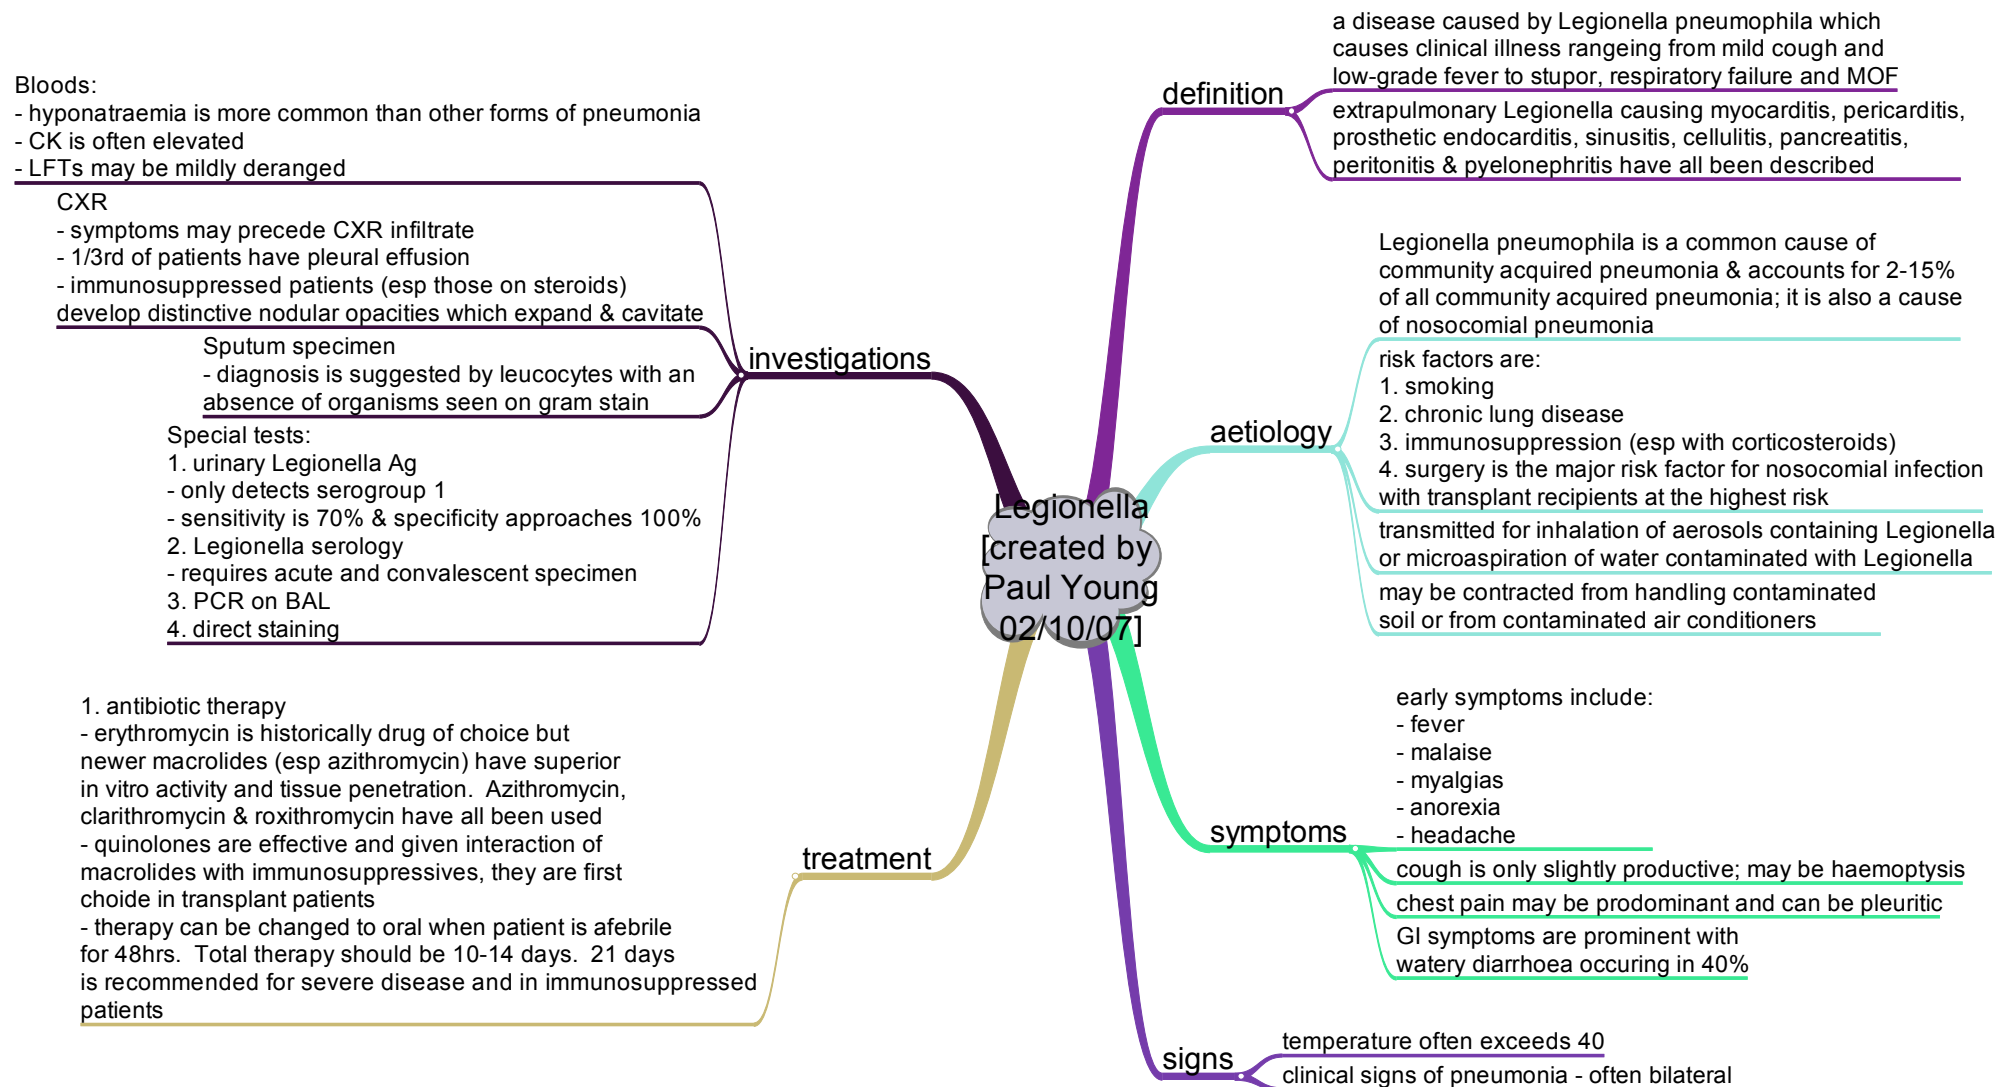 Legionella
[created by
Paul Young
02/10/07]
definition
a disease caused by Legionella pneumophila which
causes clinical illness rangeing from mild cough and
low-grade fever to stupor, respiratory failure and MOF
extrapulmonary Legionella causing myocarditis, pericarditis,
prosthetic endocarditis, sinusitis, cellulitis, pancreatitis,
peritonitis & pyelonephritis have all been described
aetiology
Legionella pneumophila is a common cause of
community acquired pneumonia & accounts for 2-15%
of all community acquired pneumonia; it is also a cause
of nosocomial pneumonia
risk factors are:
1. smoking
2. chronic lung disease
3. immunosuppression (esp with corticosteroids)
4. surgery is the major risk factor for nosocomial infection
with transplant recipients at the highest risk
transmitted for inhalation of aerosols containing Legionella
or microaspiration of water contaminated with Legionella
may be contracted from handling contaminated
soil or from contaminated air conditioners
symptoms
early symptoms include:
- fever
- malaise
- myalgias
- anorexia
- headache
cough is only slightly productive; may be haemoptysis
chest pain may be prodominant and can be pleuritic
GI symptoms are prominent with
watery diarrhoea occuring in 40%
signs
temperature often exceeds 40
clinical signs of pneumonia - often bilateral
investigations
Bloods:
- hyponatraemia is more common than other forms of pneumonia
- CK is often elevated
- LFTs may be mildly deranged
CXR
- symptoms may precede CXR infiltrate
- 1/3rd of patients have pleural effusion
- immunosuppressed patients (esp those on steroids)
develop distinctive nodular opacities which expand & cavitate
Sputum specimen
- diagnosis is suggested by leucocytes with an
absence of organisms seen on gram stain
Special tests:
1. urinary Legionella Ag
- only detects serogroup 1
- sensitivity is 70% & specificity approaches 100%
2. Legionella serology
- requires acute and convalescent specimen
3. PCR on BAL
4. direct staining
treatment
1. antibiotic therapy
- erythromycin is historically drug of choice but
newer macrolides (esp azithromycin) have superior
in vitro activity and tissue penetration.  Azithromycin,
clarithromycin & roxithromycin have all been used
- quinolones are effective and given interaction of
macrolides with immunosuppressives, they are first
choide in transplant patients
- therapy can be changed to oral when patient is afebrile
for 48hrs.  Total therapy should be 10-14 days.  21 days
is recommended for severe disease and in immunosuppressed
patients